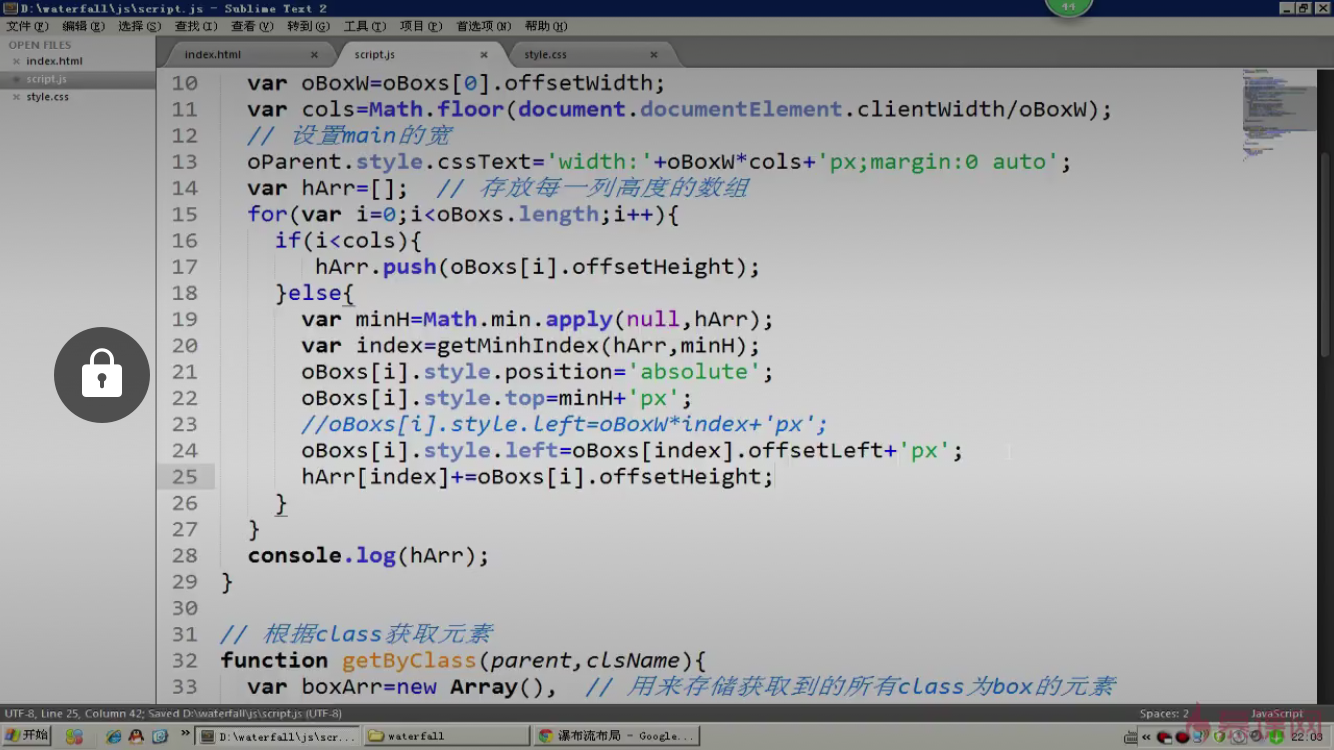 D:\waterfall\js\script.js - Sublime Text 2
44
文件(F) 编辑(E) 选择(S) 查找(I) 查看(V) 转到(G) 工具(T) 项目(P) 首选项(N) 帮助(H)
OPEN FILES
index.html
script.js
style.css
index.html × script.js × style.css ×
10 var oBoxW=oBoxs[0].offsetWidth;
11 var cols=Math.floor(document.documentElement.clientWidth/oBoxW);
12 // 设置main的宽
13 oParent.style.cssText='width:'+oBoxW*cols+'px;margin:0 auto';
14 var hArr=[]; // 存放每一列高度的数组
15 for(var i=0;i<oBoxs.length;i++){
16 if(i<cols){
17 hArr.push(oBoxs[i].offsetHeight);
18 }else{
19 var minH=Math.min.apply(null,hArr);
20 var index=getMinhIndex(hArr,minH);
21 oBoxs[i].style.position='absolute';
22 oBoxs[i].style.top=minH+'px';
23 //oBoxs[i].style.left=oBoxW*index+'px';
24 oBoxs[i].style.left=oBoxs[index].offsetLeft+'px';
25 hArr[index]+=oBoxs[i].offsetHeight;
26 }
27 }
28 console.log(hArr);
29 }
30
31 // 根据class获取元素
32 function getByClass(parent,clsName){
33 var boxArr=new Array(), // 用来存储获取到的所有class为box的元素
UTF-8, Line 25, Column 42; Saved D:\waterfall\js\script.js (UTF-8) Spaces: 2 JavaScript
开始 D:\waterfall\js\scr... waterfall 瀑布流布局 - Google... 22:03
慕课网